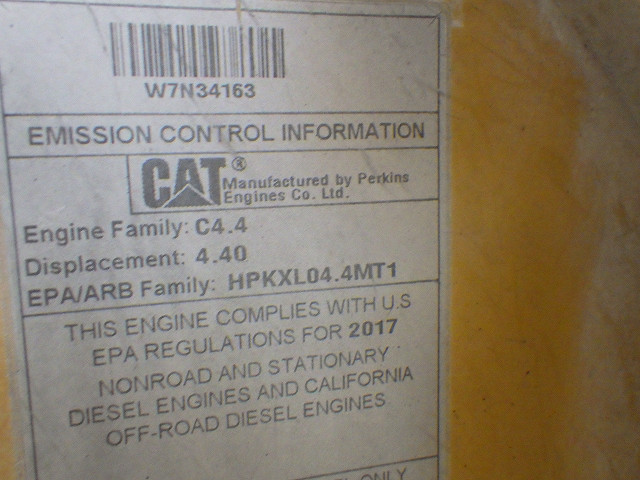 W7N34163
EMISSION CONTROL INFORMATION
CAT® Manufactured by Perkins
Engines Co. Ltd.
Engine Family: C4.4
Displacement: 4.40
EPA/ARB Family: HPKXL04.4MT1
THIS ENGINE COMPLIES WITH U.S
EPA REGULATIONS FOR 2017
NONROAD AND STATIONARY
DIESEL ENGINES AND CALIFORNIA
OFF-ROAD DIESEL ENGINES
ONLY